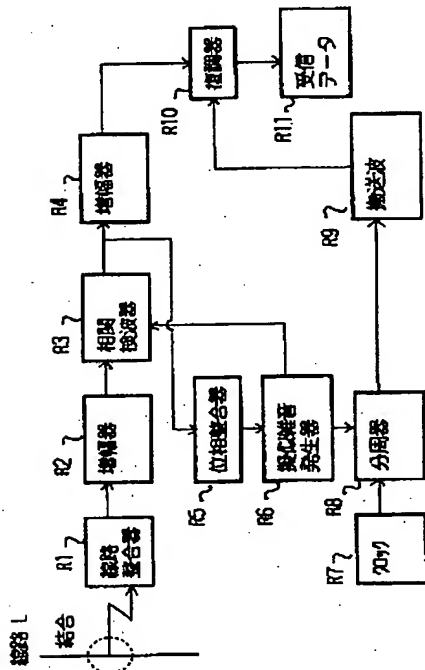 線路 L
結合
R1
線路
整合器
R2
増幅器
R3
相関
検波器
R4
増幅器
R5
位相整合器
R6
擬似雑音
発生器
R7
クロック
R8
分周器
R9
搬送波
R10
復調器
R11
受信
データ